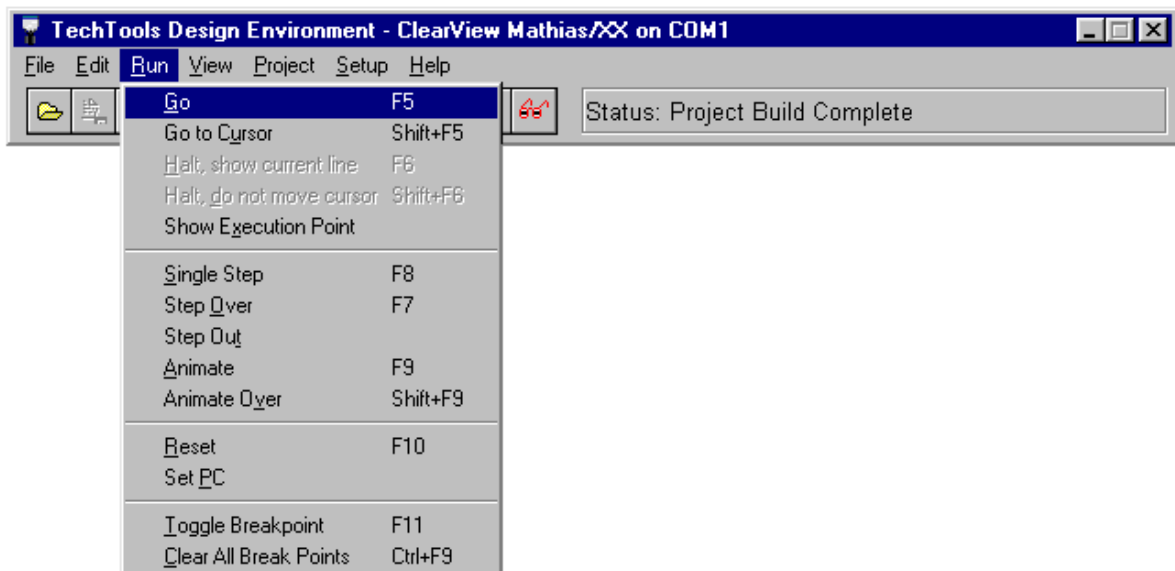 TechTools Design Environment - ClearView Mathias/XX on COM1
File Edit Run View Project Setup Help
Status: Project Build Complete
Go F5
Go to Cursor Shift+F5
Halt, show current line F6
Halt, do not move cursor Shift+F6
Show Execution Point
Single Step F8
Step Over F7
Step Out
Animate F9
Animate Over Shift+F9
Reset F10
Set PC
Toggle Breakpoint F11
Clear All Break Points Ctrl+F9